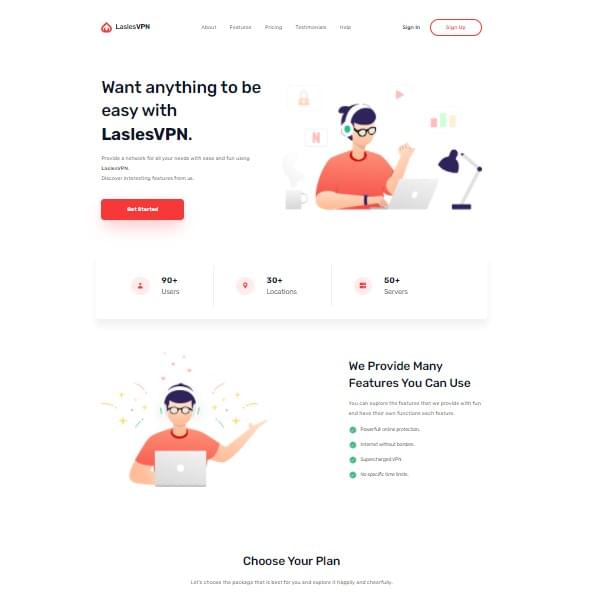 LaslesVPN
About Features Pricing Testimonials Help
Sign In Sign Up
Want anything to be
easy with
LaslesVPN.
Provide a network for all your needs with ease and fun using
LaslesVPN.
Discover interesting features from us.
Get Started
N
90+
Users
30+
Locations
50+
Servers
We Provide Many
Features You Can Use
You can explore the features that we provide with fun
and have their own functions each feature.
Powerfull online protection.
Internet without borders.
Supercharged VPN
No specific time limits.
Choose Your Plan
Let's choose the package that is best for you and explore it happily and cheerfully.